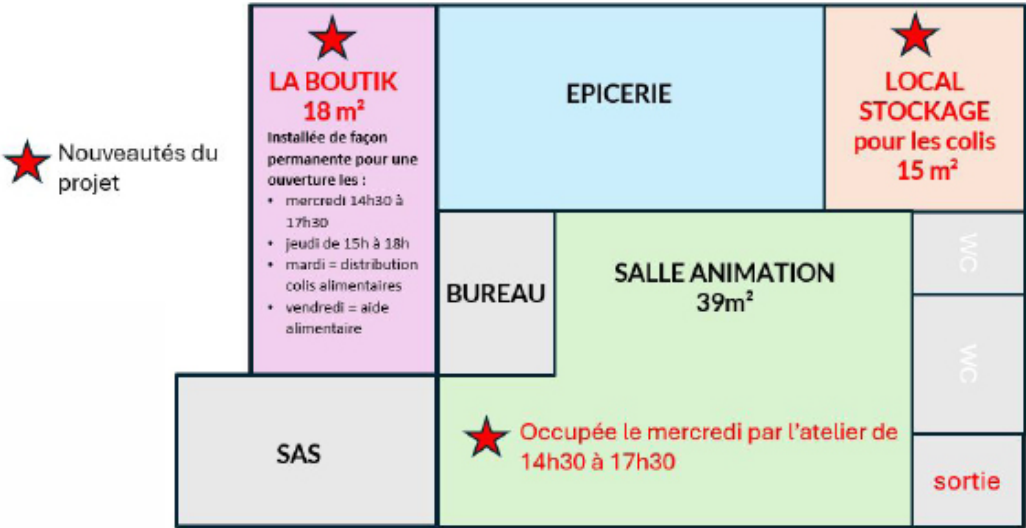 Nouveautés du
projet
LA BOUTIK
18 m²
Installée de façon
permanente pour une
ouverture les :
• mercredi 14h30 à
17h30
• jeudi de 15h à 18h
• mardi = distribution
colis alimentaires
• vendredi = aide
alimentaire
EPICERIE
LOCAL
STOCKAGE
pour les colis
15 m²
BUREAU
SALLE ANIMATION
39m²
WC
WC
SAS
Occupée le mercredi par l'atelier de
14h30 à 17h30
sortie